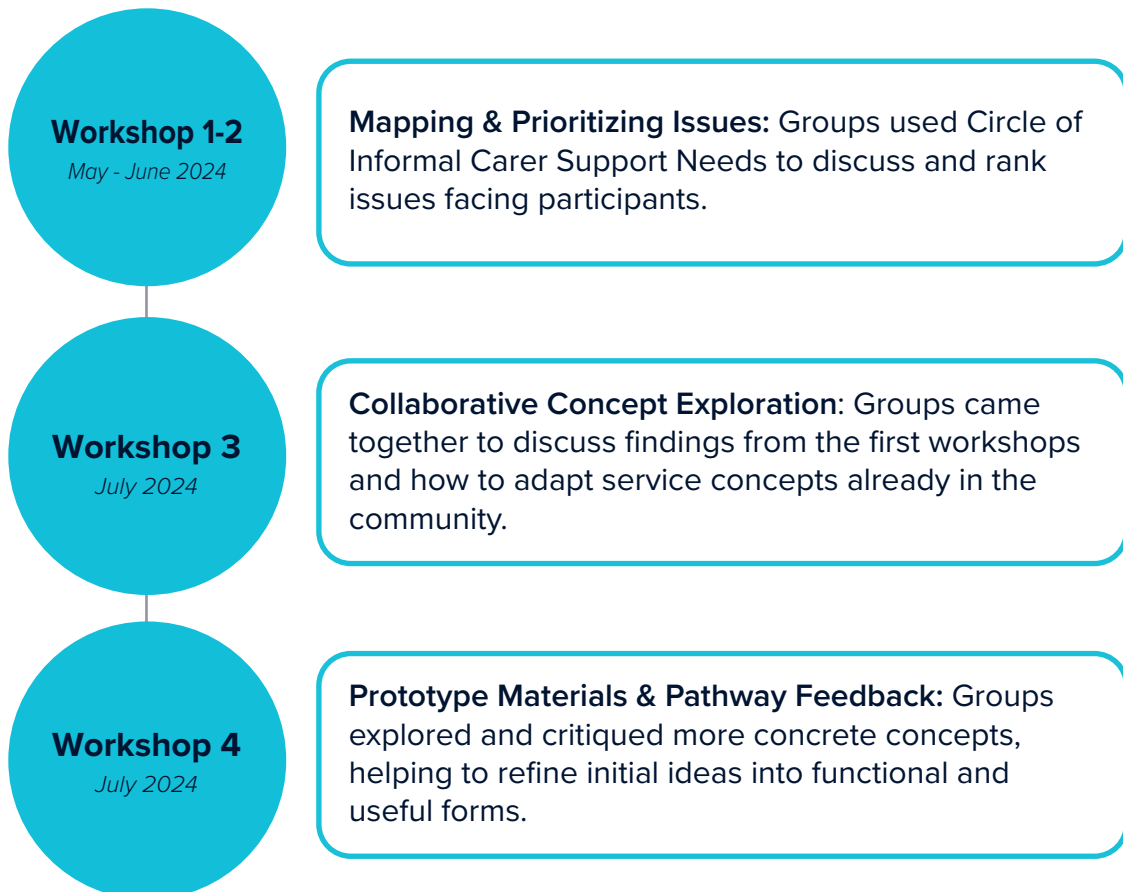 Workshop 1-2
May - June 2024
Mapping & Prioritizing Issues: Groups used Circle of
Informal Carer Support Needs to discuss and rank
issues facing participants.
Workshop 3
July 2024
Collaborative Concept Exploration: Groups came
together to discuss findings from the first workshops
and how to adapt service concepts already in the
community.
Workshop 4
July 2024
Prototype Materials & Pathway Feedback: Groups
explored and critiqued more concrete concepts,
helping to refine initial ideas into functional and
useful forms.